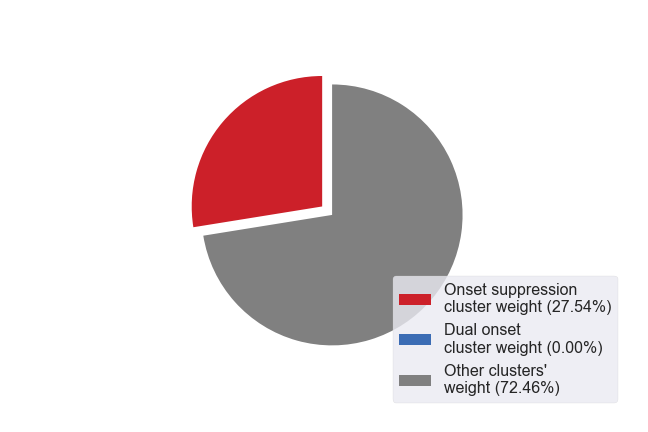 Onset suppression
cluster weight (27.54%)
Dual onset
cluster weight (0.00%)
Other clusters'
weight (72.46%)